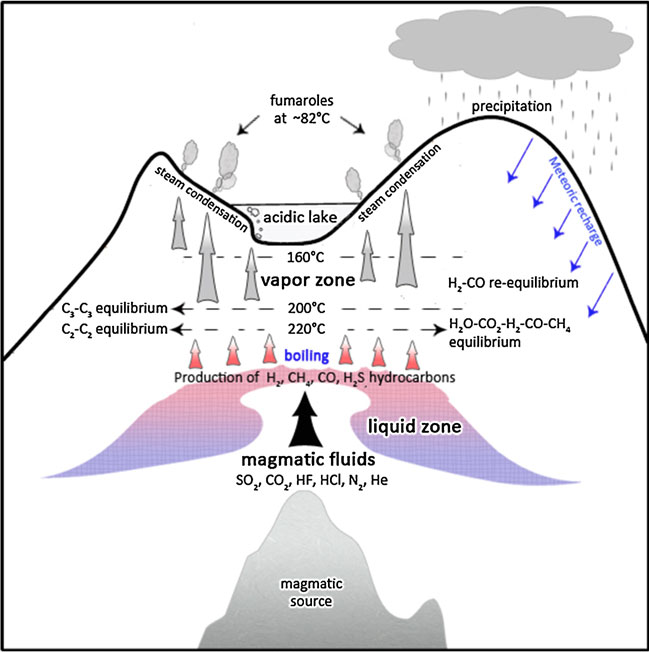 fumaroles
at ~82°C
precipitation
steam condensation
acidic lake
steam condensation
Meteoric recharge
160°C
vapor zone
H₂-CO re-equilibrium
C₃-C₃ equilibrium
200°C
C₂-C₂ equilibrium
220°C
H₂O-CO₂-H₂-CO-CH₄
equilibrium
boiling
Production of H₂, CH₄, CO, H₂S hydrocarbons
liquid zone
magmatic fluids
SO₂, CO₂, HF, HCl, N₂, He
magmatic
source